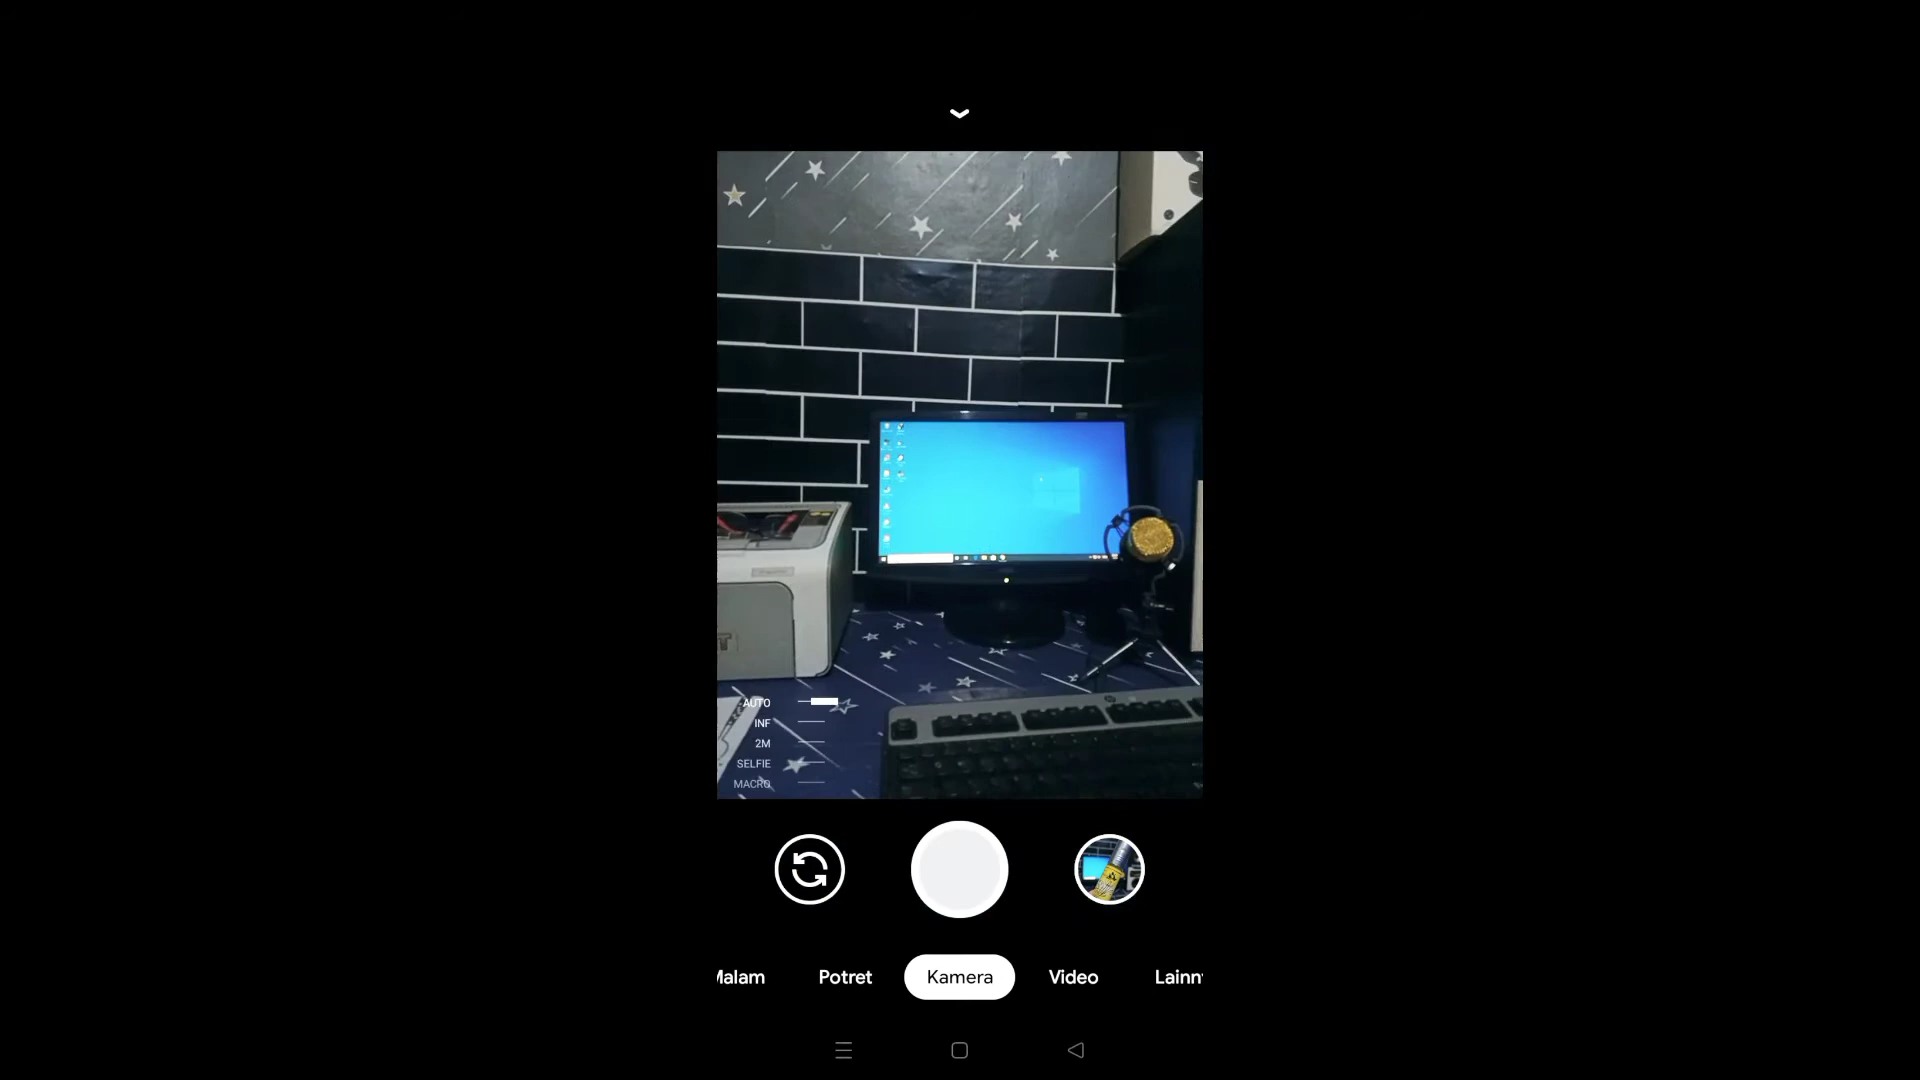 AUTO
INF
2M
SELFIE
MACRO
Malam Potret Kamera Video Lainn